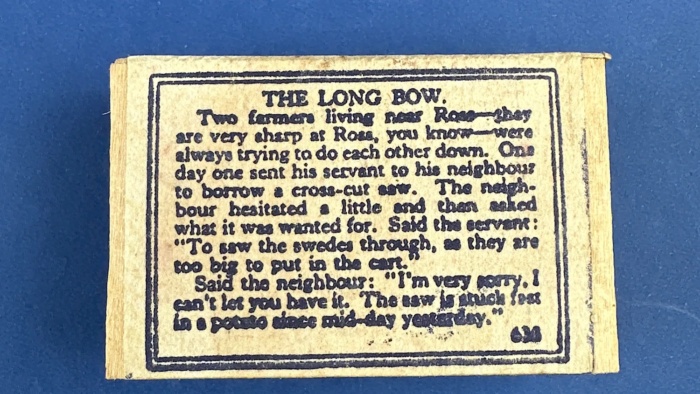 THE LONG BOW.
Two farmers living near Ross—they
are very sharp at Ross, you know—were
always trying to do each other down. One
day one sent his servant to his neighbour
to borrow a cross-cut saw. The neigh-
bour hesitated a little and then asked
what it was wanted for. Said the servant:
"To saw the swedes through, as they are
too big to put in the cart."
Said the neighbour: "I'm very sorry, I
can't let you have it. The saw is stuck fast
in a potato since mid-day yesterday."